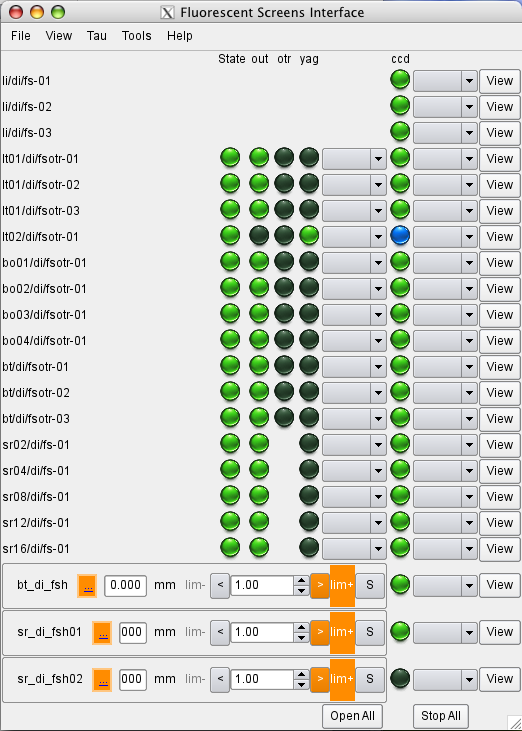 Fluorescent Screens Interface
File View Tau Tools Help
State out otr yag ccd
li/di/fs-01 View
li/di/fs-02 View
li/di/fs-03 View
lt01/di/fsotr-01 View
lt01/di/fsotr-02 View
lt01/di/fsotr-03 View
lt02/di/fsotr-01 View
bo01/di/fsotr-01 View
bo02/di/fsotr-01 View
bo03/di/fsotr-01 View
bo04/di/fsotr-01 View
bt/di/fsotr-01 View
bt/di/fsotr-02 View
bt/di/fsotr-03 View
sr02/di/fs-01 View
sr04/di/fs-01 View
sr08/di/fs-01 View
sr12/di/fs-01 View
sr16/di/fs-01 View
bt_di_fsh ... 0.000 mm lim- < 1.00 > lim+ S View
sr_di_fsh01 ... 000 mm lim- < 1.00 > lim+ S View
sr_di_fsh02 ... 000 mm lim- < 1.00 > lim+ S View
Open All Stop All